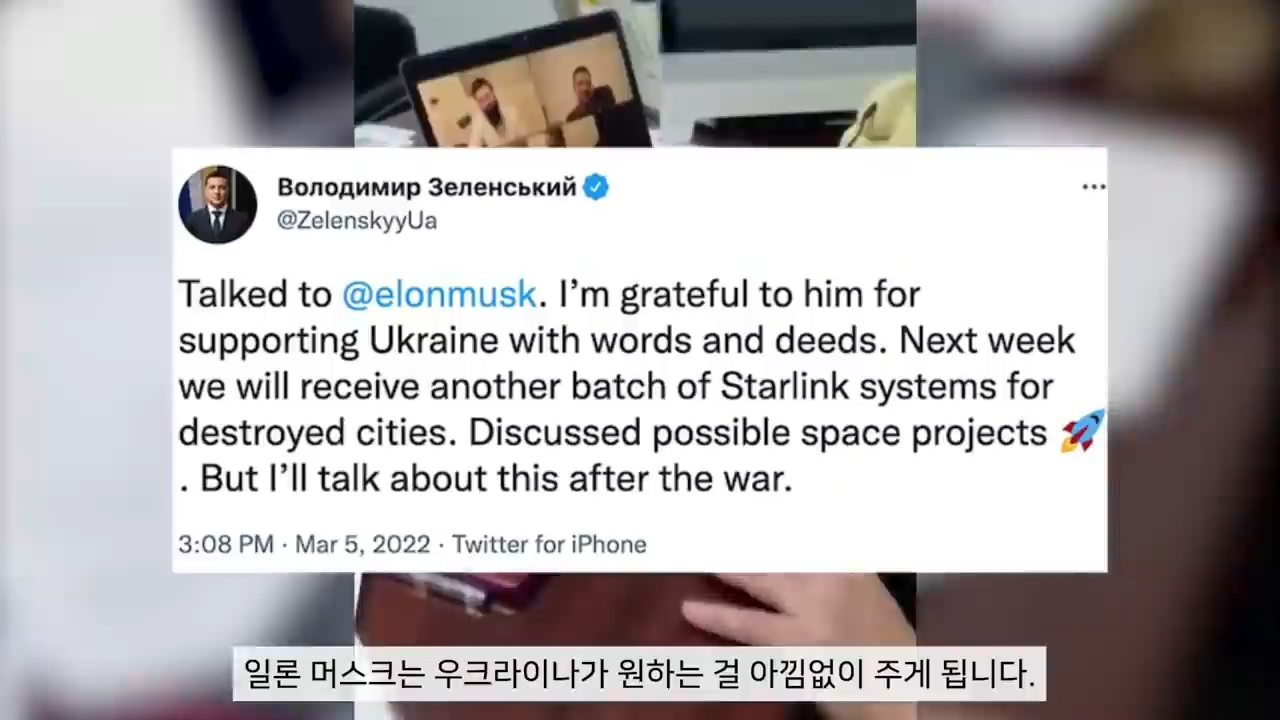 Володимир Зеленський
@ZelenskyyUa
Talked to @elonmusk. I’m grateful to him for
supporting Ukraine with words and deeds. Next week
we will receive another batch of Starlink systems for
destroyed cities. Discussed possible space projects 🚀
. But I’ll talk about this after the war.
3:08 PM · Mar 5, 2022 · Twitter for iPhone
일론 머스크는 우크라이나가 원하는 걸 아낌없이 주게 됩니다.